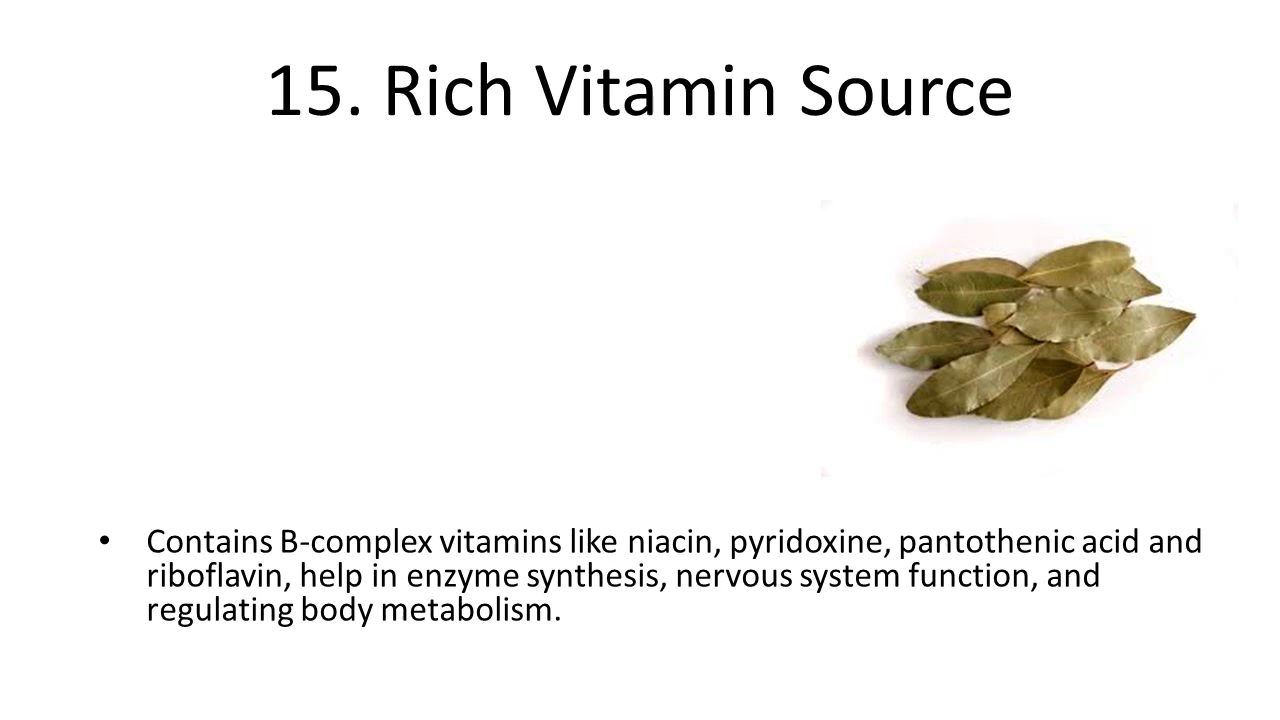 15. Rich Vitamin Source
• Contains B-complex vitamins like niacin, pyridoxine, pantothenic acid and
riboflavin, help in enzyme synthesis, nervous system function, and
regulating body metabolism.